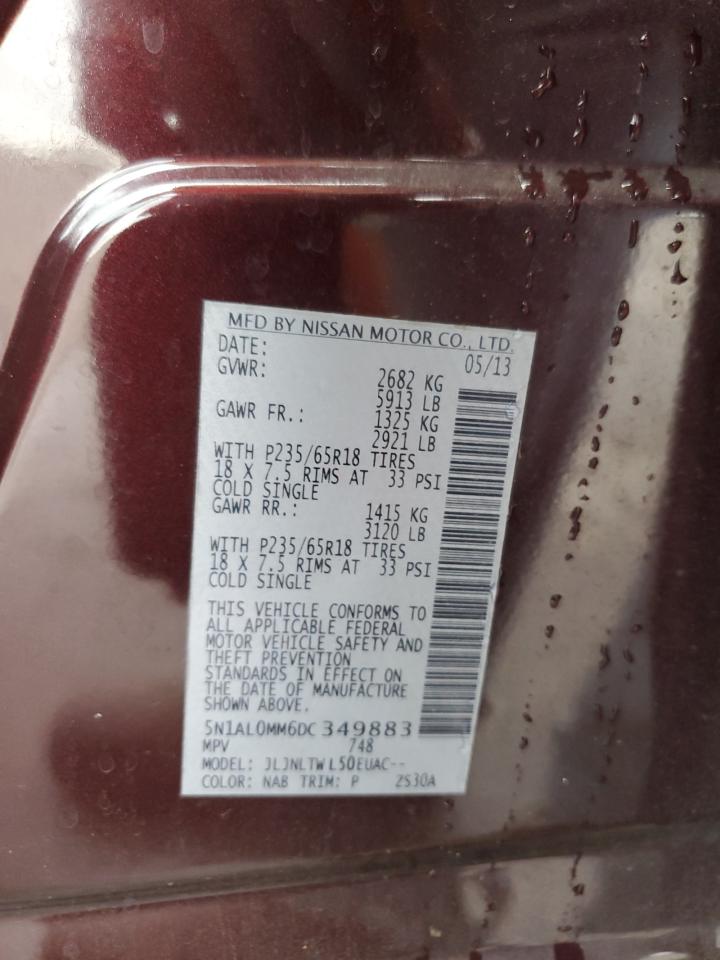 MFD BY NISSAN MOTOR CO., LTD.
DATE: 05/13
GVWR: 2682 KG
5913 LB
GAWR FR.: 1325 KG
2921 LB
WITH P235/65R18 TIRES
18 X 7.5 RIMS AT 33 PSI
COLD SINGLE
GAWR RR.: 1415 KG
3120 LB
WITH P235/65R18 TIRES
18 X 7.5 RIMS AT 33 PSI
COLD SINGLE
THIS VEHICLE CONFORMS TO
ALL APPLICABLE FEDERAL
MOTOR VEHICLE SAFETY AND
THEFT PREVENTION
STANDARDS IN EFFECT ON
THE DATE OF MANUFACTURE
SHOWN ABOVE.
5N1AL0MM6DC349883
MPV 748
MODEL: JLJNLTWL50EUAC--
COLOR: NAB TRIM: P 2S30A